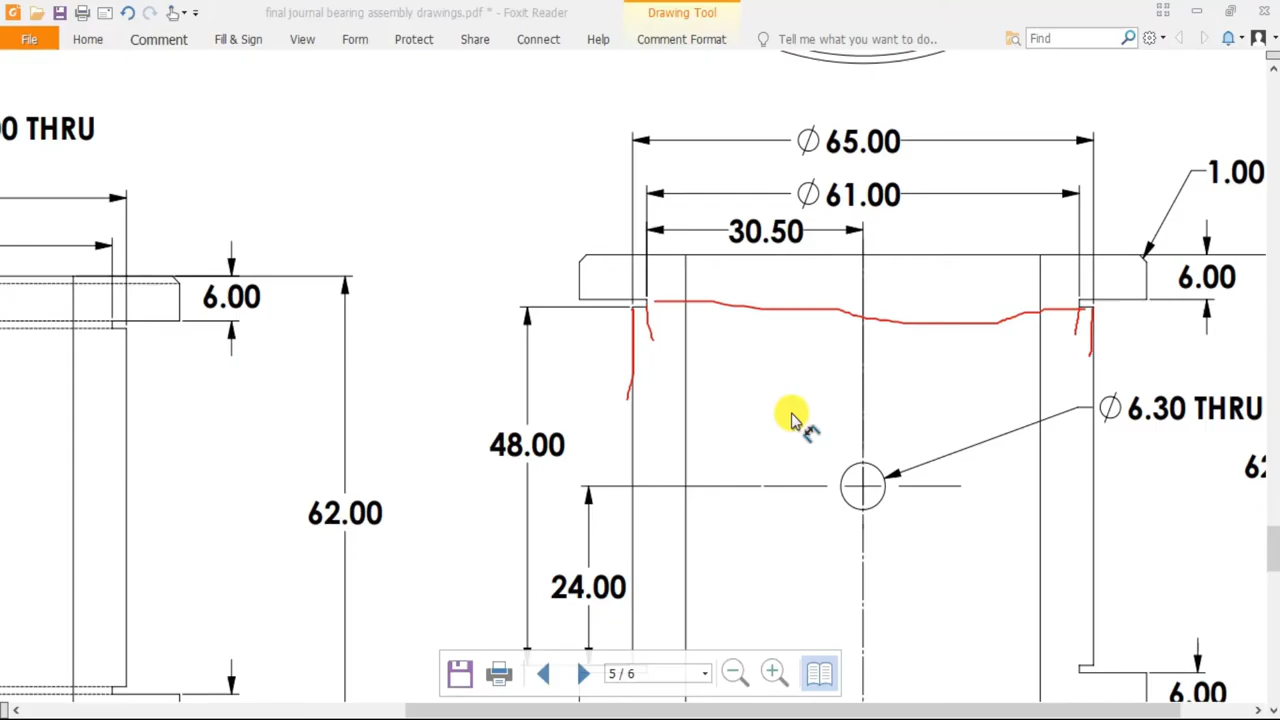 final journal bearing assembly drawings.pdf * - Foxit Reader
Drawing Tool
File Home Comment Fill & Sign View Form Protect Share Connect Help Comment Format Tell me what you want to do.. Find
00 THRU
Ø 65.00
1.00
Ø 61.00
30.50
6.00
6.00
Ø 6.30 THRU
48.00
62.00
24.00
5 / 6
6.00